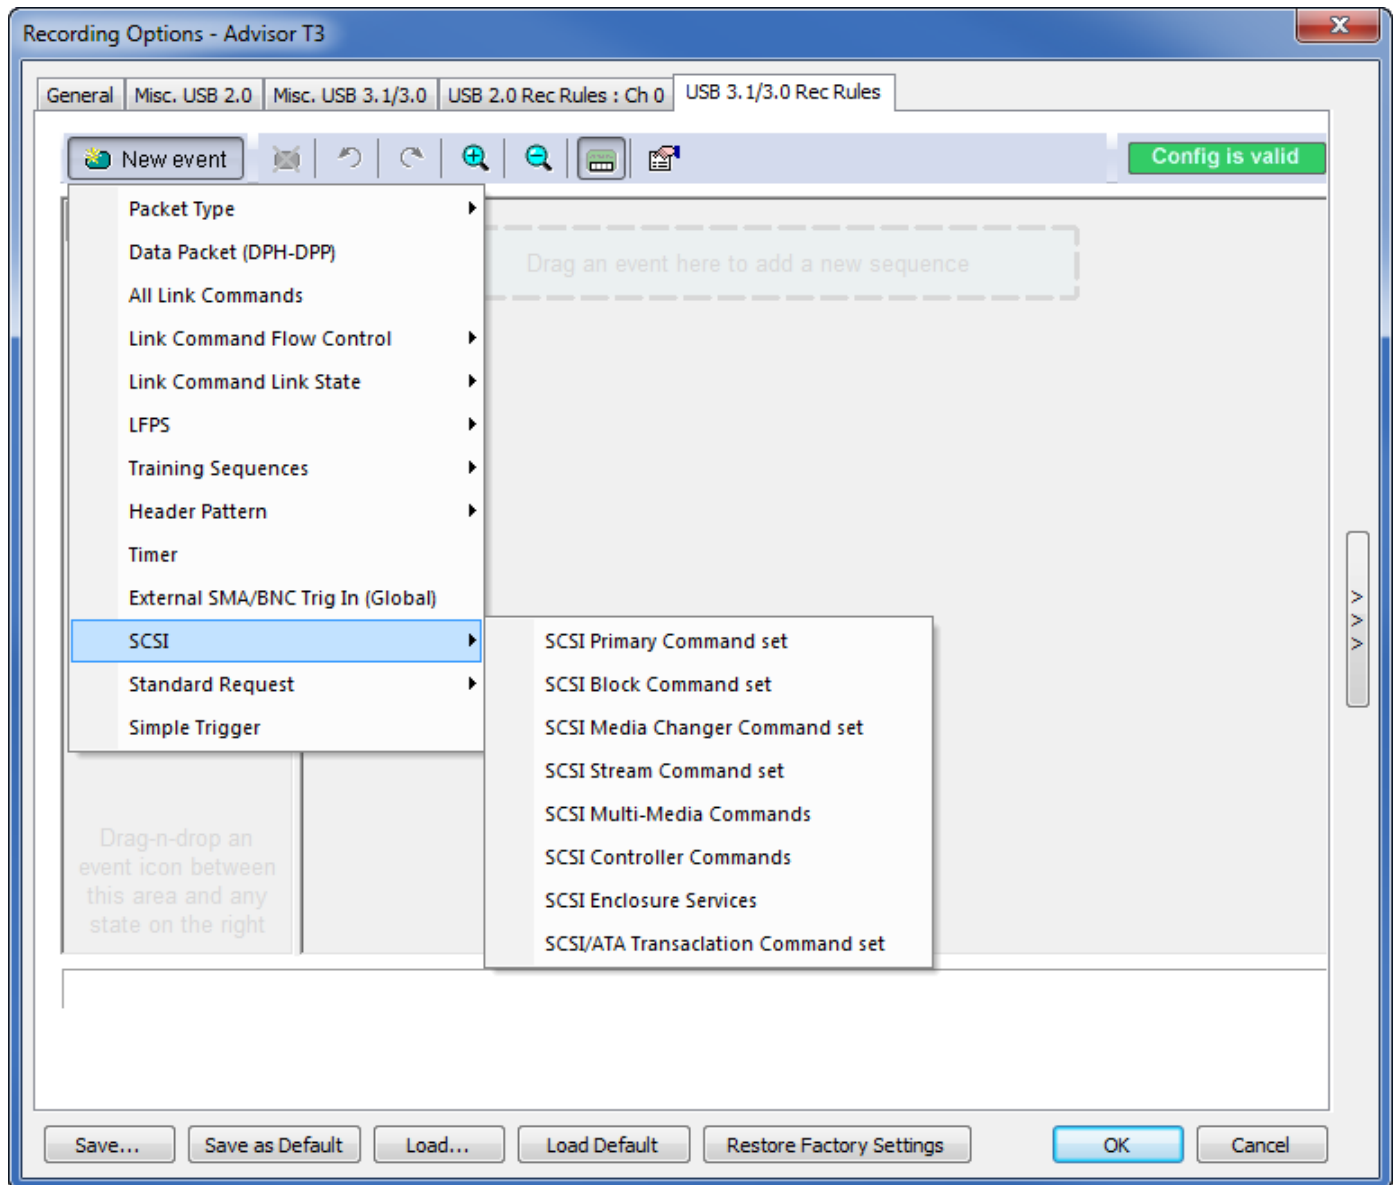 Recording Options - Advisor T3
General
Misc. USB 2.0
Misc. USB 3.1/3.0
USB 2.0 Rec Rules : Ch 0
USB 3.1/3.0 Rec Rules
New event
Config is valid
Packet Type
Data Packet (DPH-DPP)
All Link Commands
Link Command Flow Control
Link Command Link State
LFPS
Training Sequences
Header Pattern
Timer
External SMA/BNC Trig In (Global)
SCSI
Standard Request
Simple Trigger
Drag an event here to add a new sequence
SCSI Primary Command set
SCSI Block Command set
SCSI Media Changer Command set
SCSI Stream Command set
SCSI Multi-Media Commands
SCSI Controller Commands
SCSI Enclosure Services
SCSI/ATA Transaclation Command set
Drag-n-drop an
event icon between
this area and any
state on the right
>
>
>
Save...
Save as Default
Load...
Load Default
Restore Factory Settings
OK
Cancel